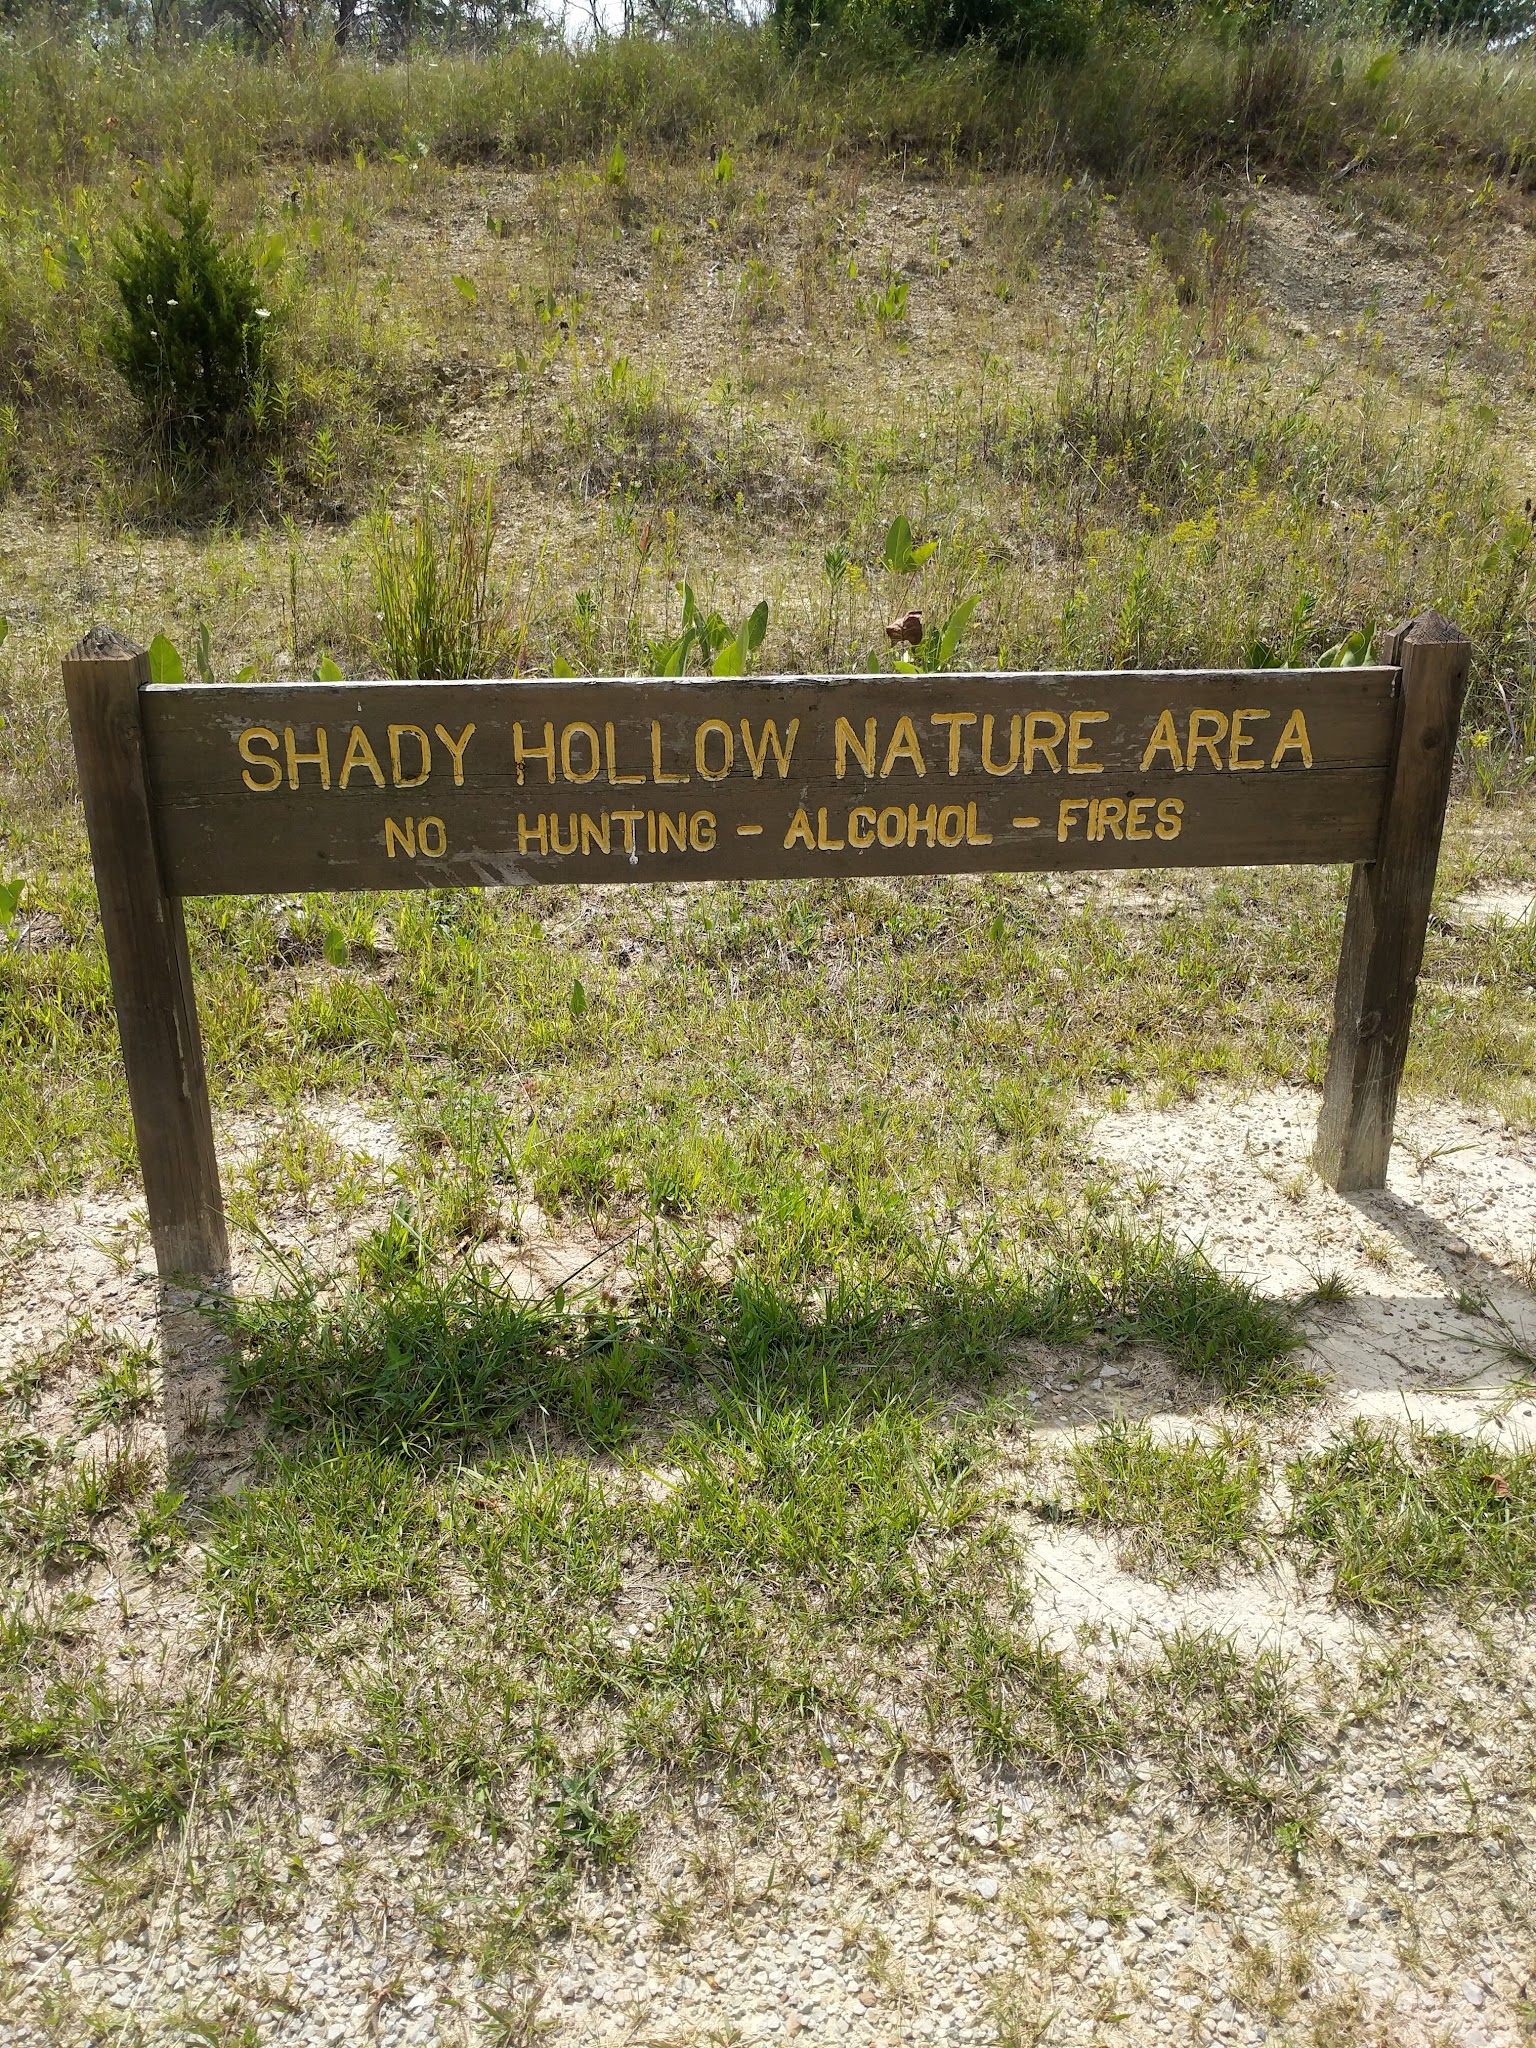 SHADY HOLLOW NATURE AREA
NO HUNTING - ALCOHOL - FIRES